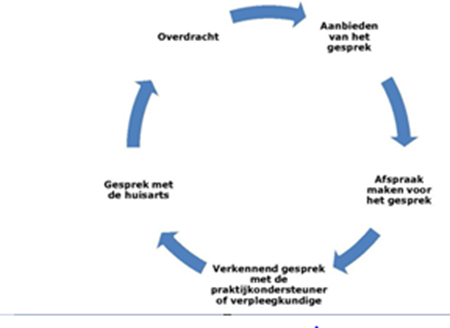 Overdracht
Aanbieden
van het
gesprek
Afspraak
maken voor
het gesprek
Verkennend gesprek
met de
praktijkondersteuner
of verpleegkundige
Gesprek met
de huisarts